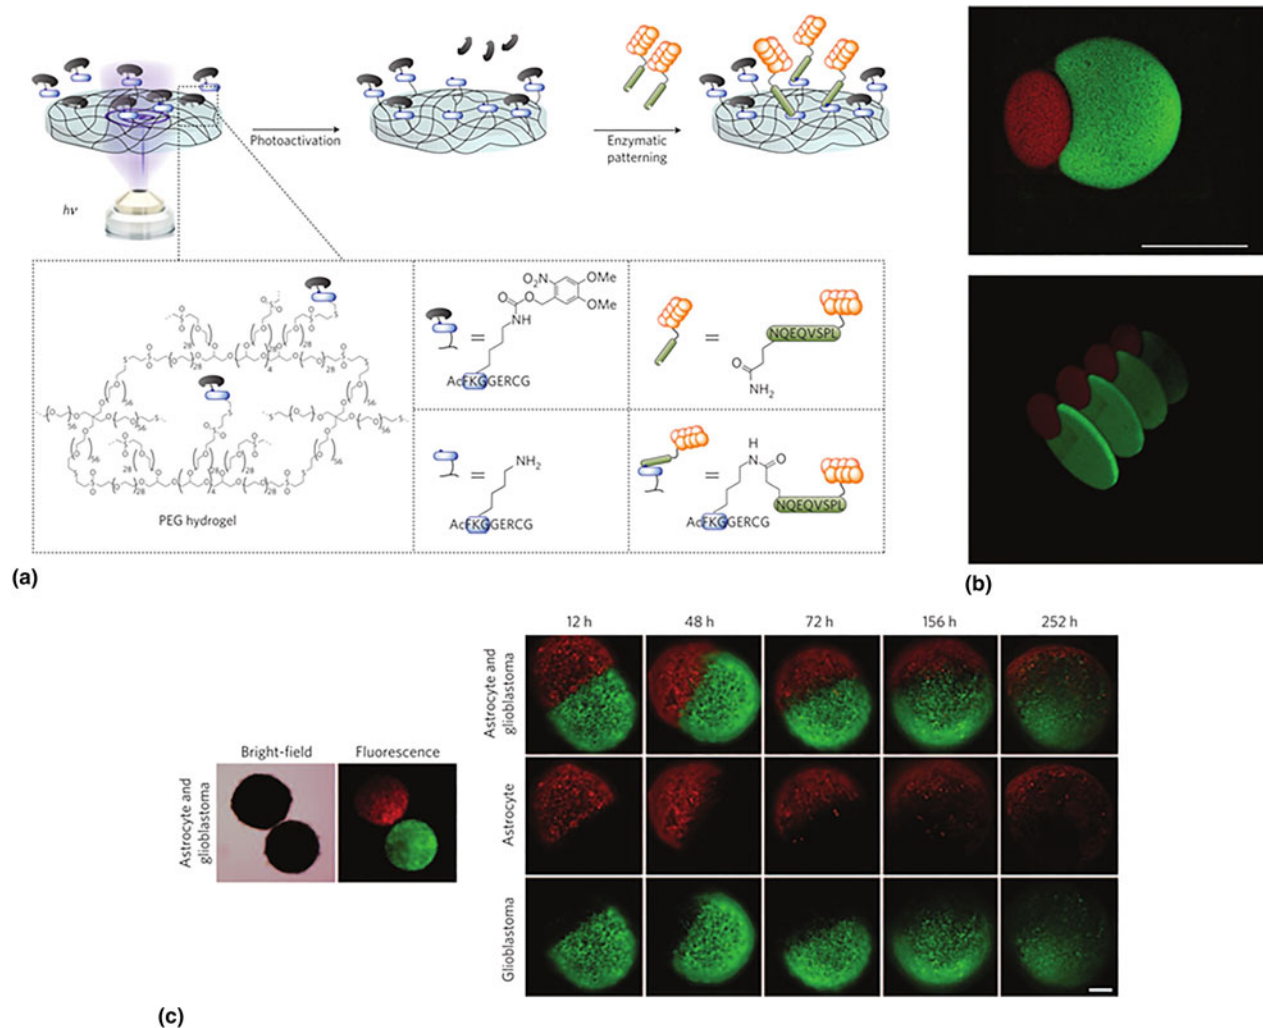 Photoactivation
Enzymatic
patterning
hν
O₂N
OMe
O
O
OMe
NH
AcFKGGERCG
NQEQVSPL
O
NH₂
PEG hydrogel
NH₂
AcFKGGERCG
H
N
O
NQEQVSPL
AcFKGGERCG
(a)
(b)
12 h
48 h
72 h
156 h
252 h
Astrocyte and
glioblastoma
Bright-field
Fluorescence
Astrocyte and
glioblastoma
Astrocyte
Glioblastoma
(c)